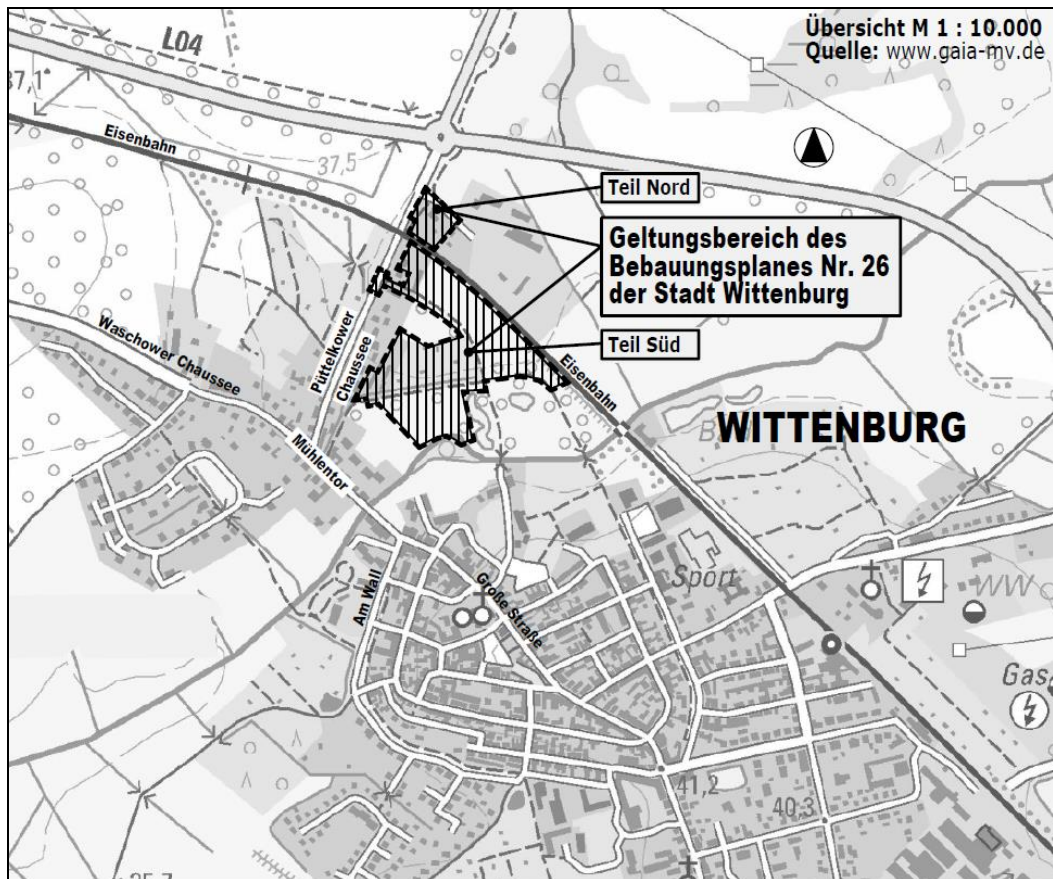 Übersicht M 1 : 10.000
Quelle: www.gaia-mv.de
L04
37,1
Eisenbahn
37,5
Teil Nord
Geltungsbereich des
Bebauungsplanes Nr. 26
der Stadt Wittenburg
Teil Süd
Püttelkower
Chaussee
Waschower Chaussee
Eisenbahn
WITTENBURG
Mühlentor
Am Wall
Große Straße
Sport
WW
Gas
41,2
40,3